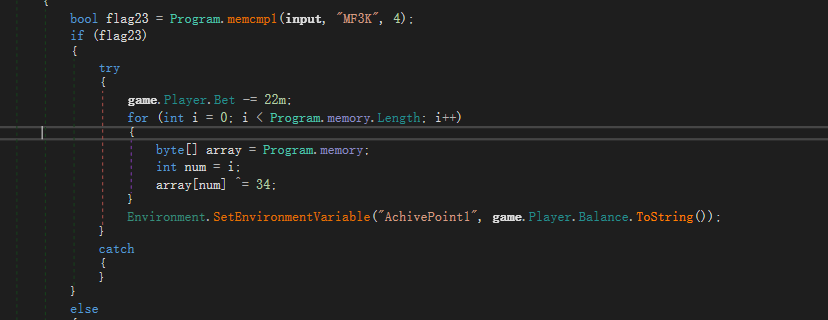 {
bool flag23 = Program.memcmp1(input, "MF3K", 4);
if (flag23)
{
try
{
game.Player.Bet -= 22m;
for (int i = 0; i < Program.memory.Length; i++)
{
byte[] array = Program.memory;
int num = i;
array[num] ^= 34;
}
Environment.SetEnvironmentVariable("AchivePoint1", game.Player.Balance.ToString());
}
catch
{
}
}
else
{